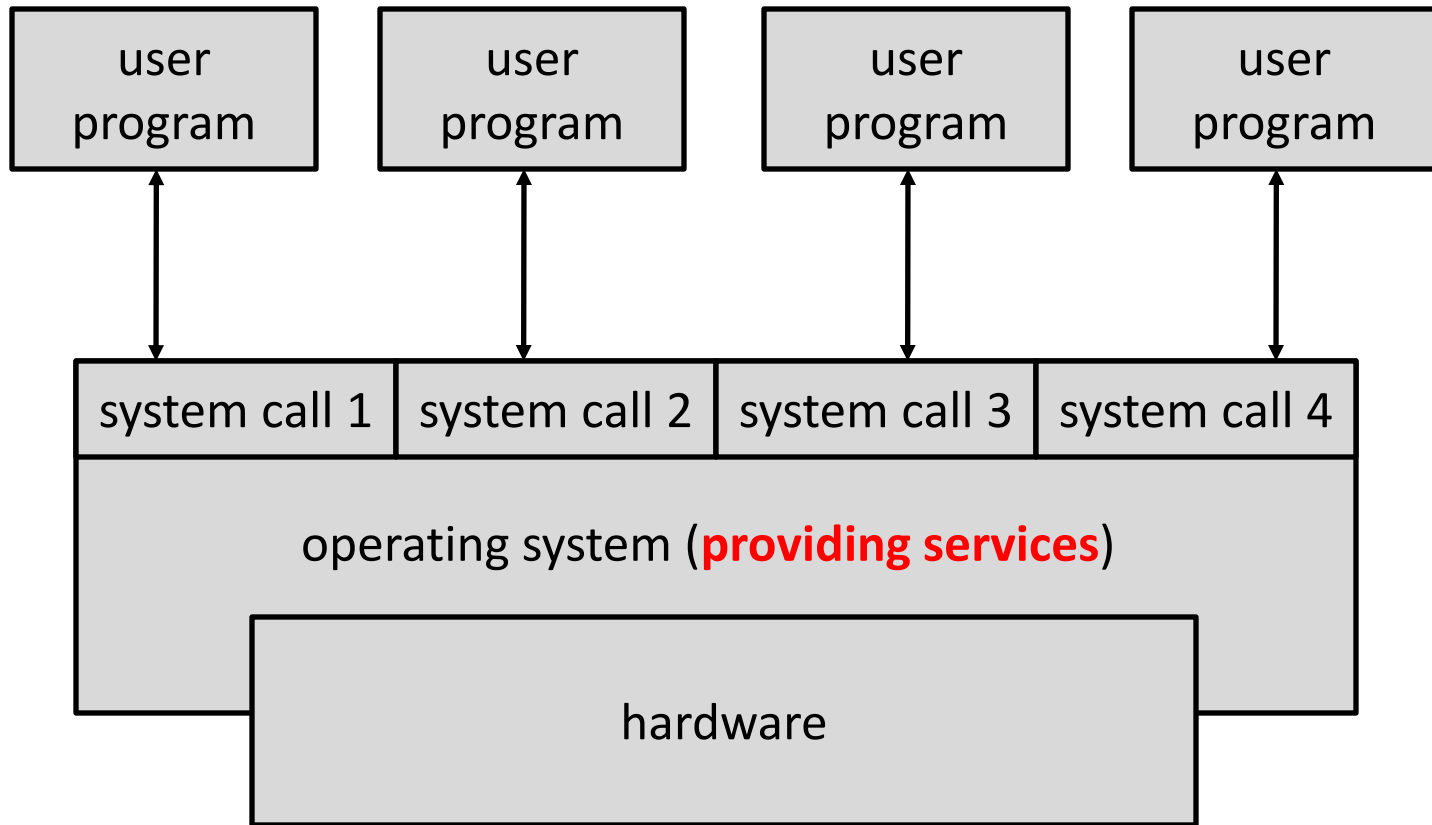 user
program
user
program
user
program
user
program
system call 1
system call 2
system call 3
system call 4
operating system (providing services)
hardware